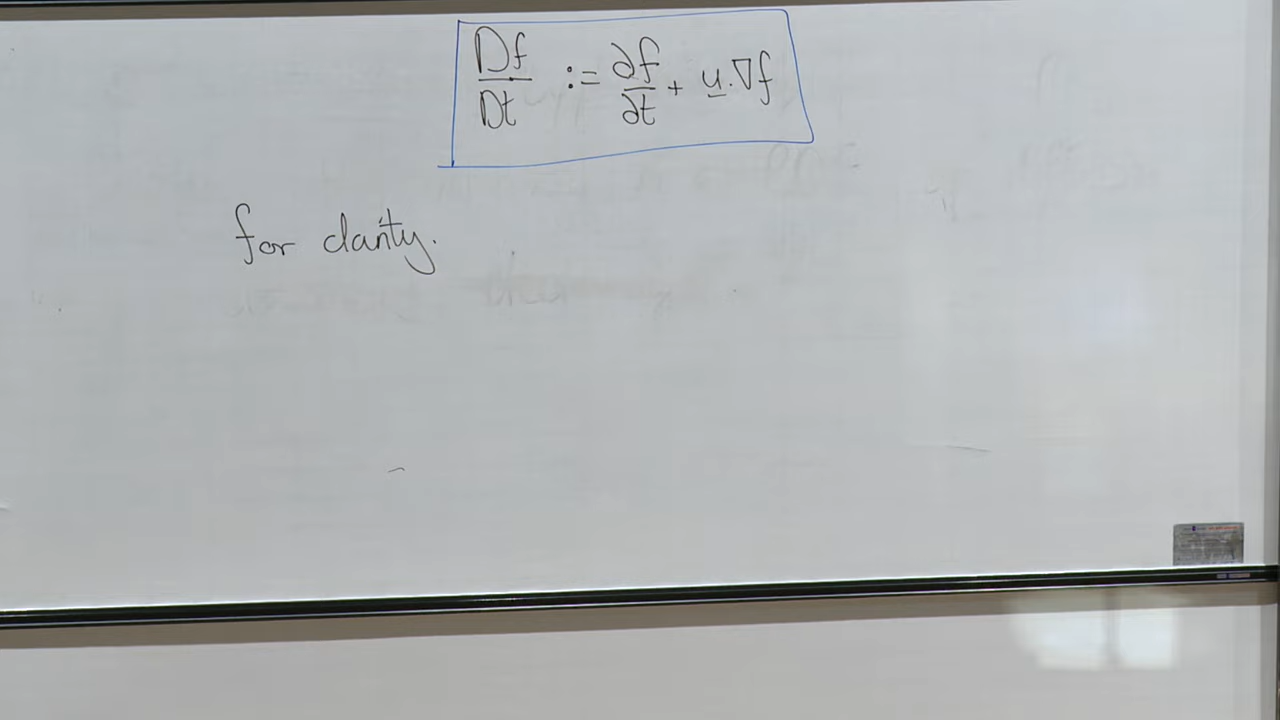 Df/Dt := ∂f/∂t + u.∇f
for clarity.